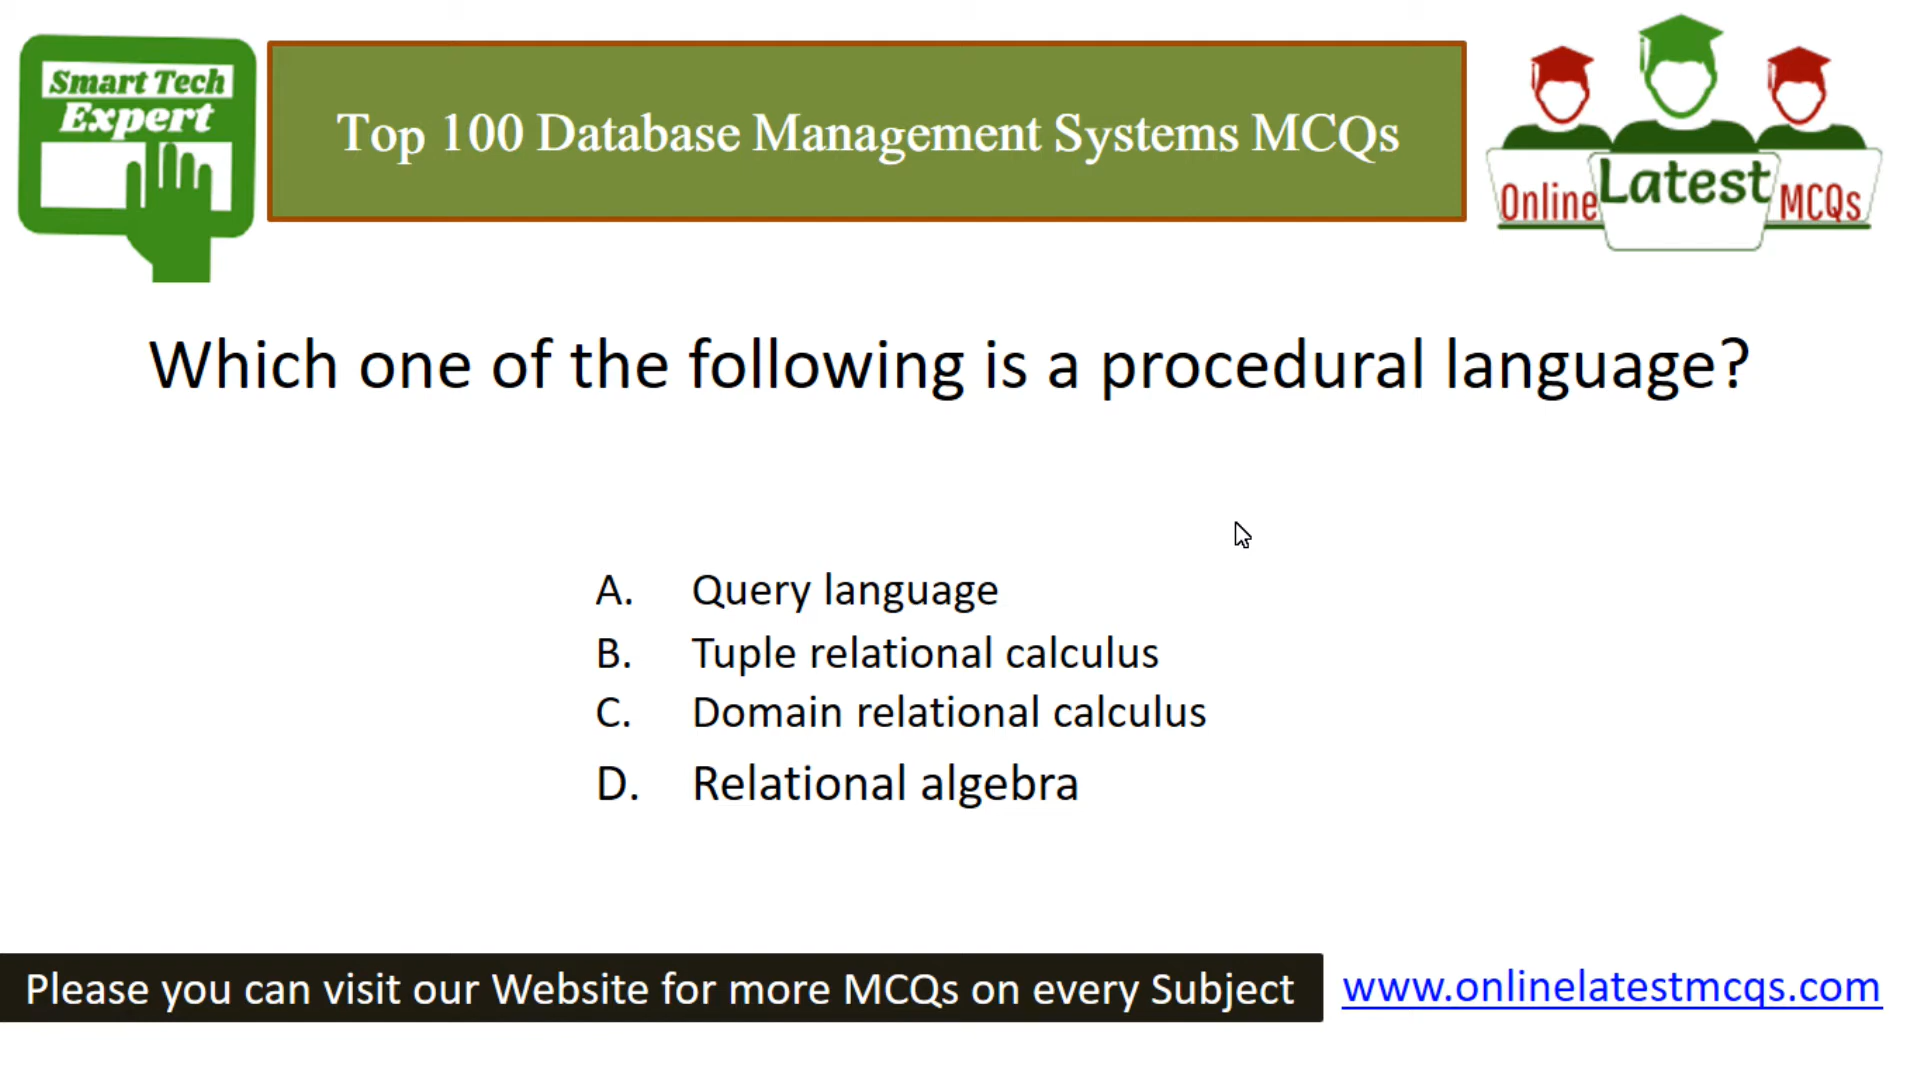 Smart Tech
Expert
Top 100 Database Management Systems MCQs
Online Latest MCQs
Which one of the following is a procedural language?
A. Query language
B. Tuple relational calculus
C. Domain relational calculus
D. Relational algebra
Please you can visit our Website for more MCQs on every Subject
www.onlinelatestmcqs.com